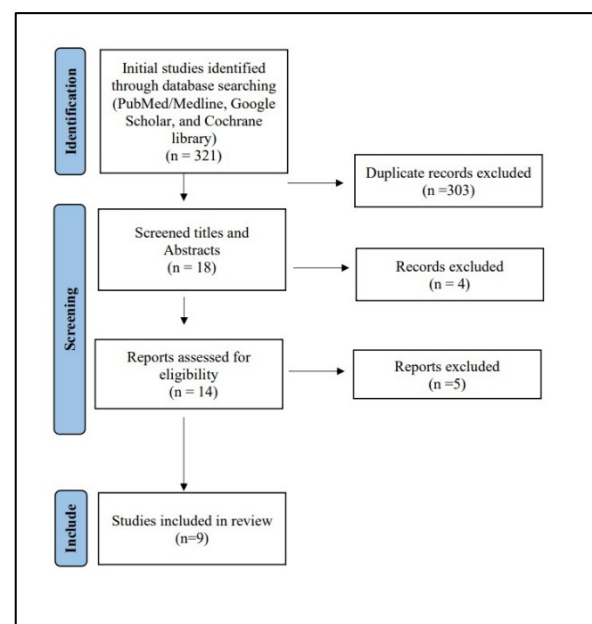 Identification
Initial studies identified
through database searching
(PubMed/Medline, Google
Scholar, and Cochrane
library)
(n = 321)
Duplicate records excluded
(n =303)
Screening
Screened titles and
Abstracts
(n = 18)
Records excluded
(n = 4)
Reports assessed for
eligibility
(n = 14)
Reports excluded
(n =5)
Include
Studies included in review
(n=9)